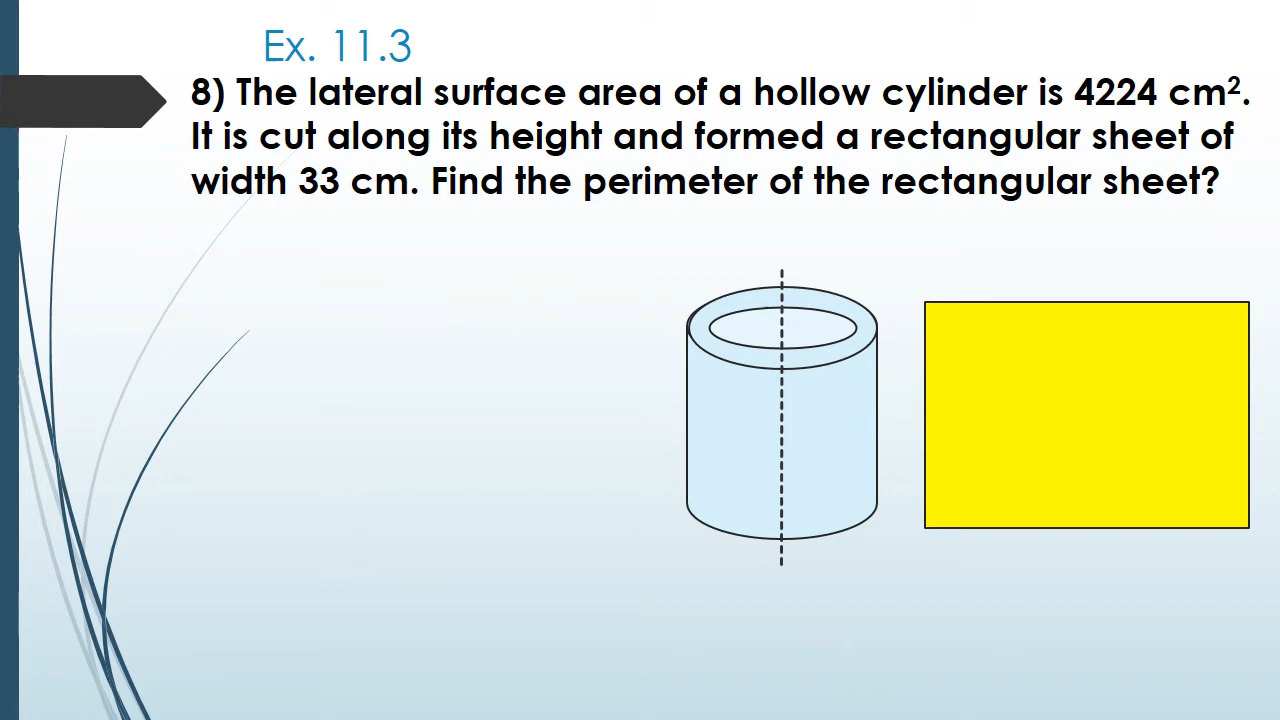 Ex. 11.3
8) The lateral surface area of a hollow cylinder is 4224 cm².
It is cut along its height and formed a rectangular sheet of
width 33 cm. Find the perimeter of the rectangular sheet?